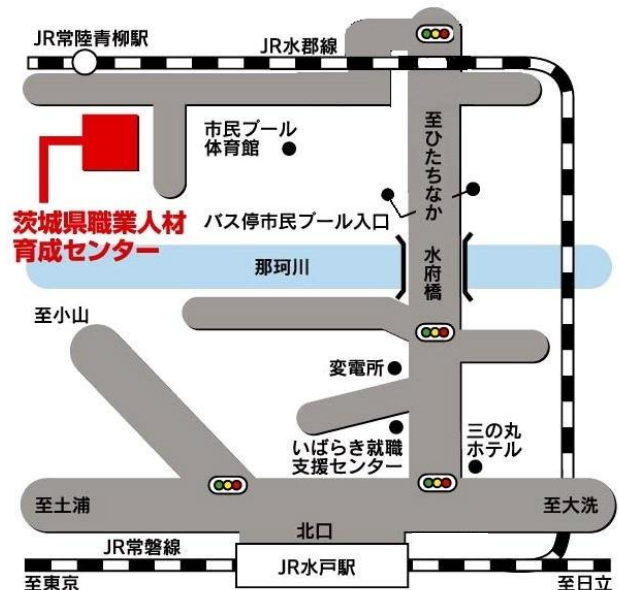 JR常陸青柳駅
JR水郡線
市民プール
体育館
至ひたちなか
茨城県職業人材
育成センター
バス停市民プール入口
那珂川
水府橋
至小山
変電所
いばらき就職
支援センター
三の丸
ホテル
至土浦
至大洗
北口
JR常磐線
JR水戸駅
至東京
至日立